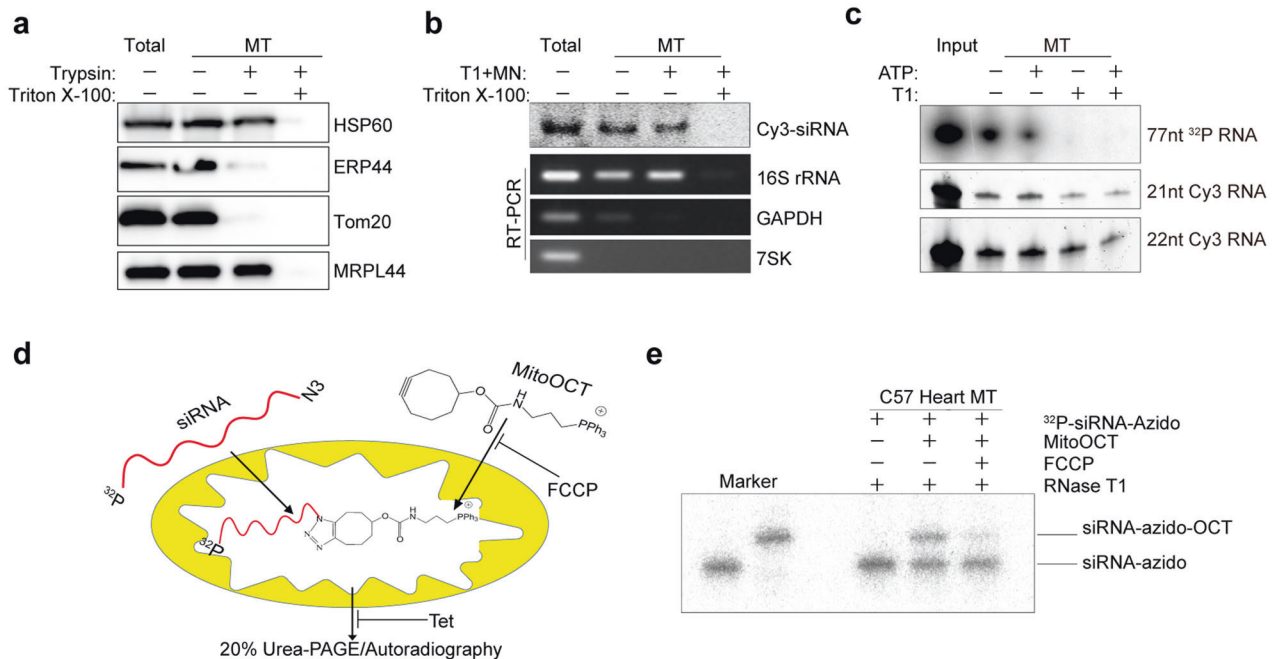 a
Total MT
Trypsin: − − + +
Triton X-100: − − − +
HSP60
ERP44
Tom20
MRPL44
b
Total MT
T1+MN: − − + +
Triton X-100: − − − +
Cy3-siRNA
RT-PCR
16S rRNA
GAPDH
7SK
c
Input MT
ATP: − − + − +
T1: − − − + +
77nt ³²P RNA
21nt Cy3 RNA
22nt Cy3 RNA
d
siRNA
N3
³²P
MitoOCT
O
O
H
N
PPh₃
⊕
FCCP
³²P
N
N
N
O
O
H
N
PPh₃
⊕
Tet
20% Urea-PAGE/Autoradiography
e
C57 Heart MT
+ + + ³²P-siRNA-Azido
− + + MitoOCT
− − + FCCP
+ + + RNase T1
Marker
siRNA-azido-OCT
siRNA-azido